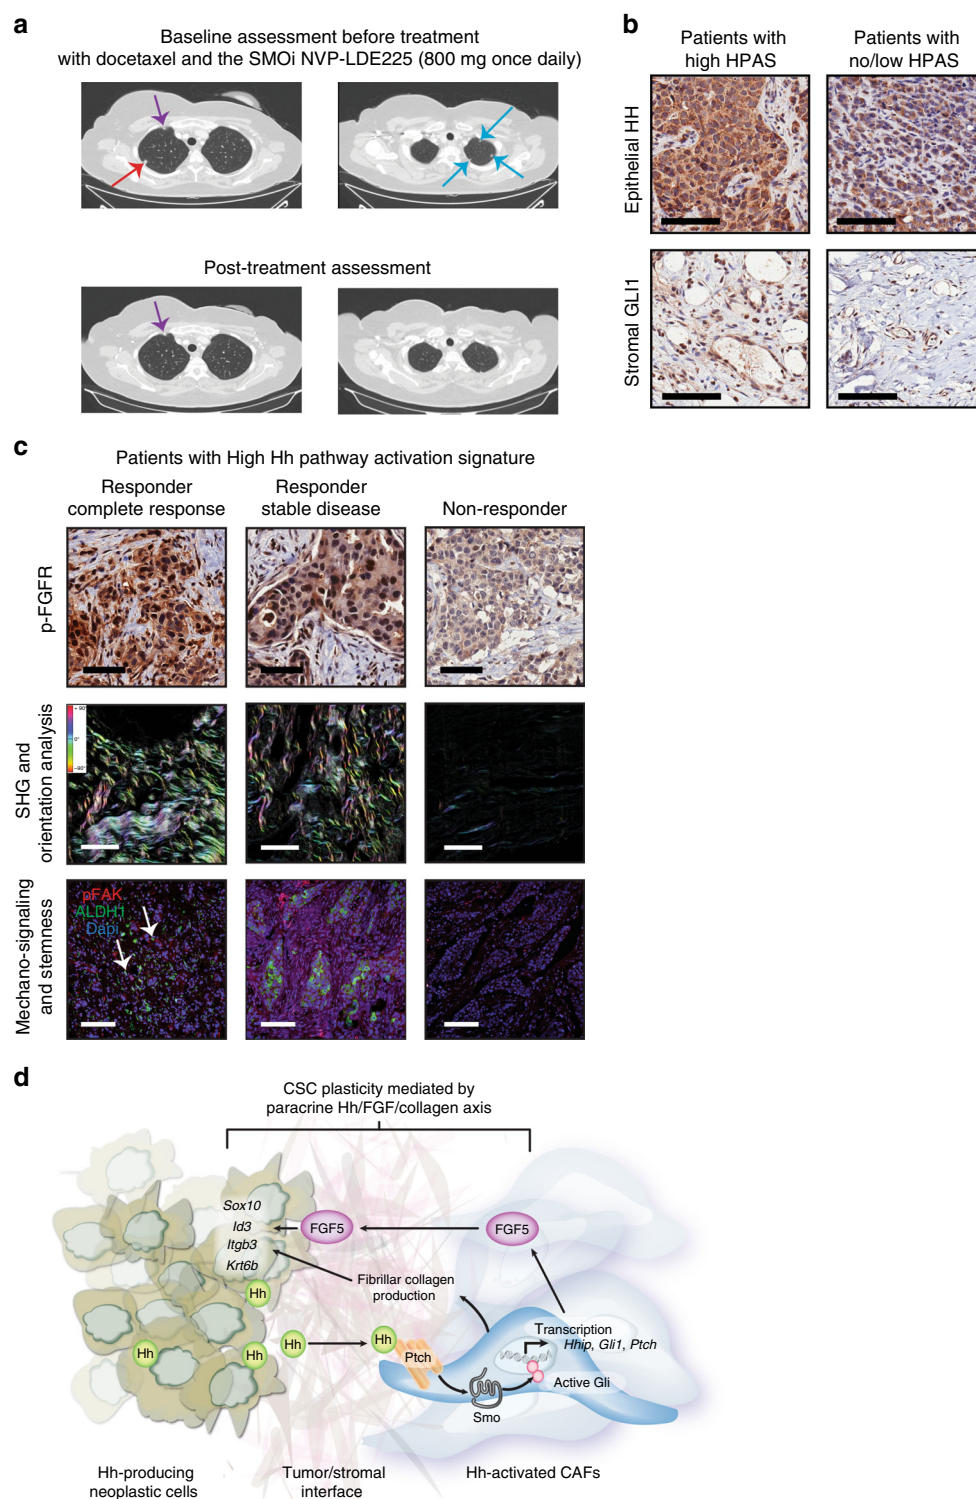 a
Baseline assessment before treatment
with docetaxel and the SMOi NVP-LDE225 (800 mg once daily)
Post-treatment assessment
b
Patients with
high HPAS
Patients with
no/low HPAS
Epithelial HH
Stromal GLI1
c
Patients with High Hh pathway activation signature
Responder
complete response
Responder
stable disease
Non-responder
p-FGFR
SHG and
orientation analysis
+ 90°
0°
−90°
Mechano-signaling
and stemness
pFAK
ALDH1
Dapi
d
CSC plasticity mediated by
paracrine Hh/FGF/collagen axis
Sox10
Id3
Itgb3
Krt6b
FGF5
FGF5
Fibrillar collagen
production
Hh
Hh
Hh
Hh
Hh
Ptch
Transcription
Hhip, Gli1, Ptch
Active Gli
Smo
Hh-producing
neoplastic cells
Tumor/stromal
interface
Hh-activated CAFs